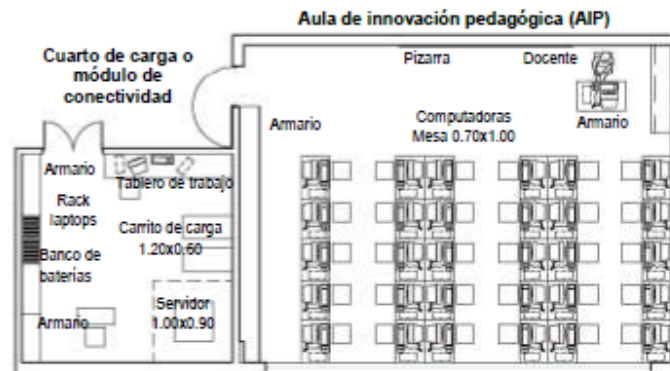 Aula de innovación pedagógica (AIP)
Cuarto de carga o
módulo de
conectividad
Pizarra
Docente
Armario
Computadoras
Mesa 0.70x1.00
Armario
Armario
Tablero de trabajo
Rack
laptops
Carrito de carga
1.20x0.60
Banco de
baterías
Servidor
1.00x0.90
Armario